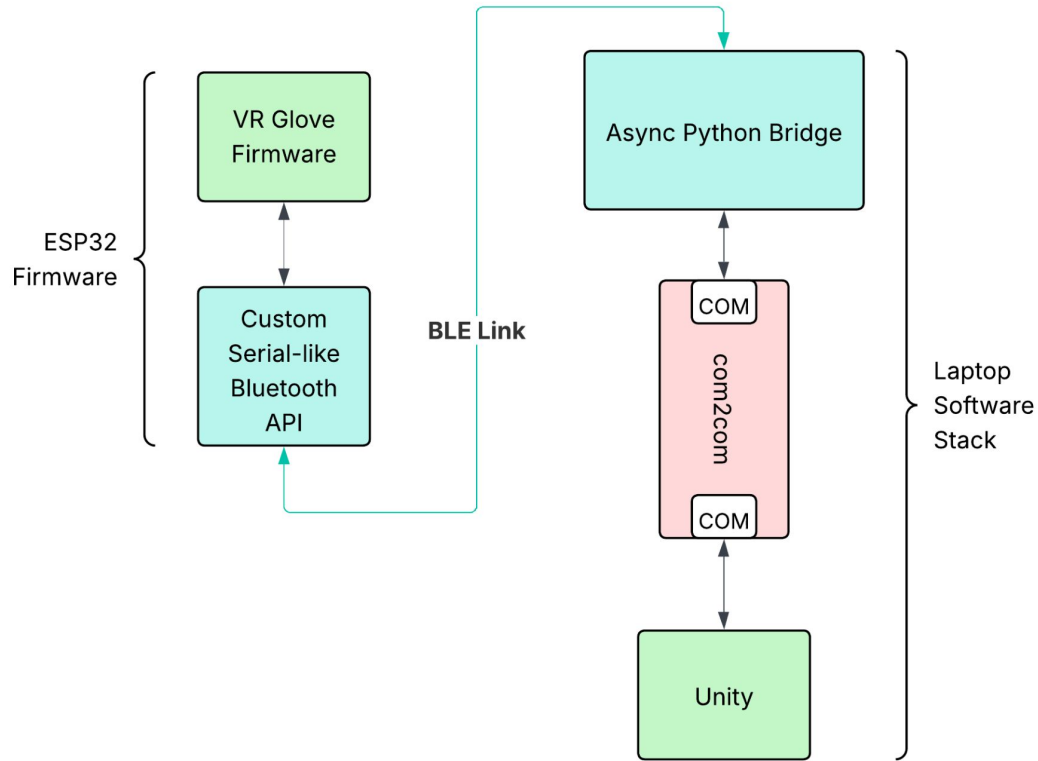 VR Glove
Firmware
ESP32
Firmware
Custom
Serial-like
Bluetooth
API
BLE Link
Async Python Bridge
COM
com2com
COM
Unity
Laptop
Software
Stack